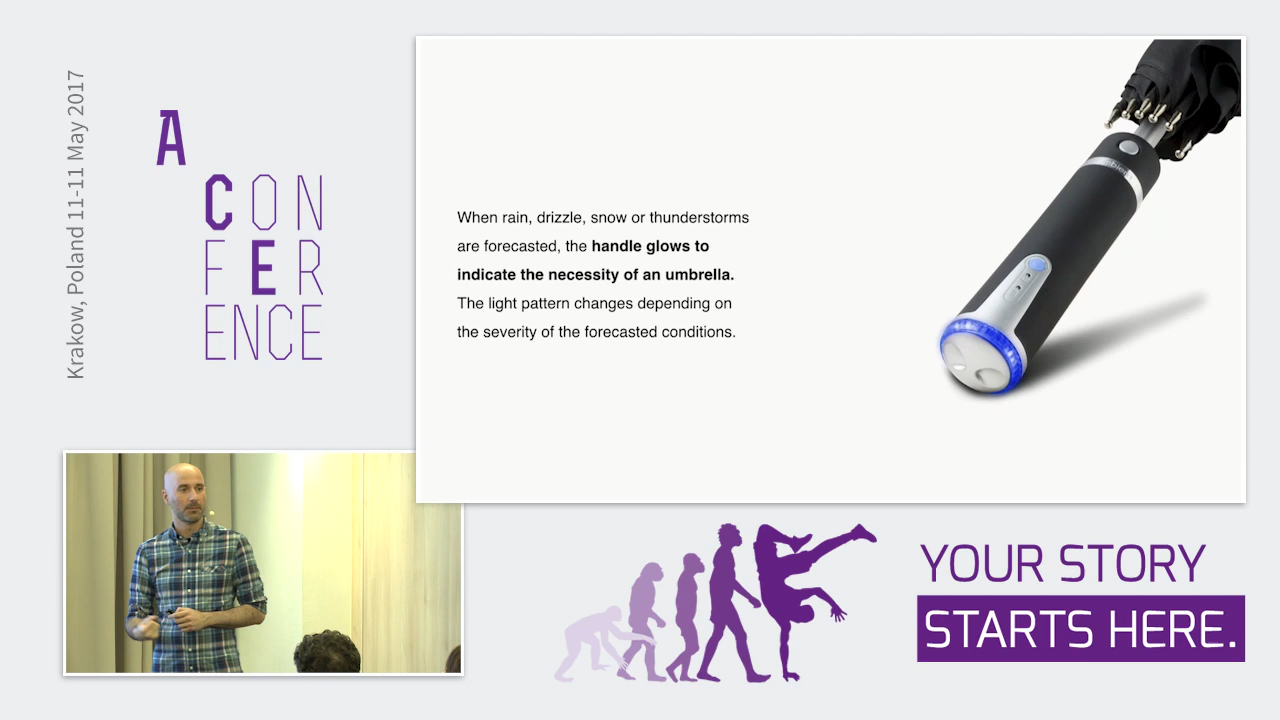 Krakow, Poland 11-11 May 2017
A
CON
FER
ENCE
When rain, drizzle, snow or thunderstorms
are forecasted, the handle glows to
indicate the necessity of an umbrella.
The light pattern changes depending on
the severity of the forecasted conditions.
YOUR STORY
STARTS HERE.